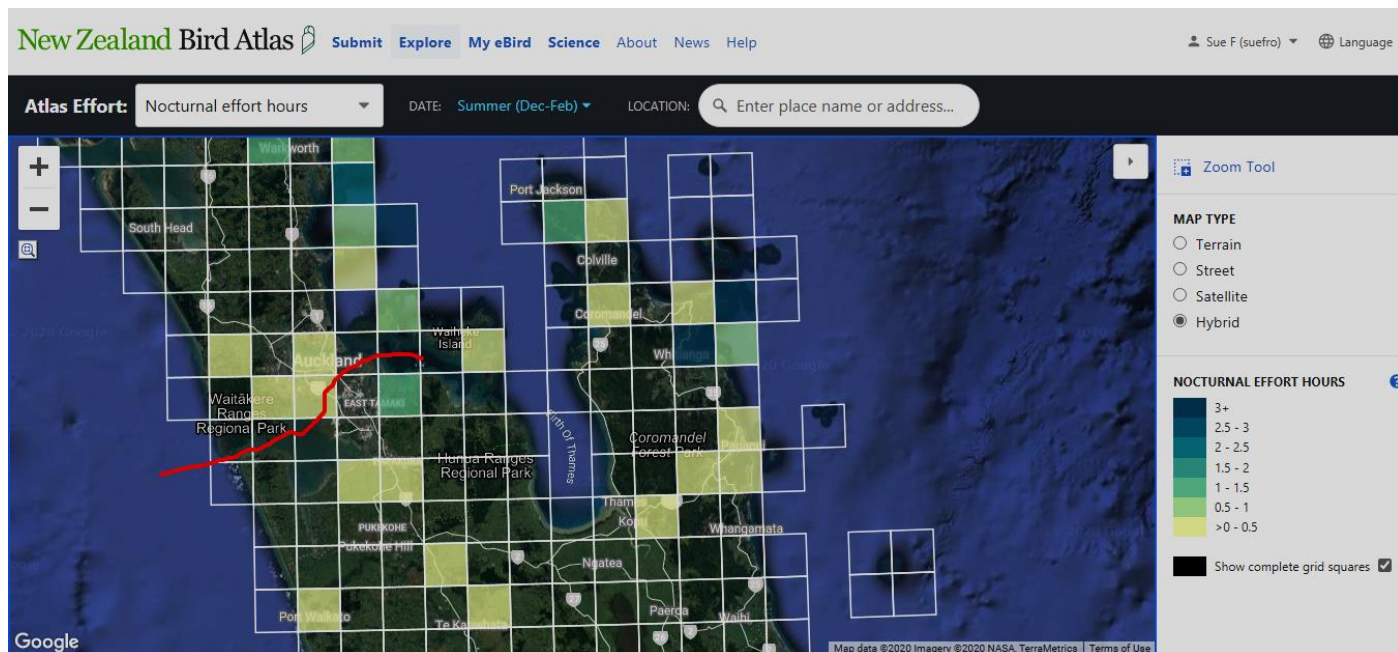 New Zealand Bird Atlas Submit Explore My eBird Science About News Help Sue F (suefro) Language
Atlas Effort: Nocturnal effort hours DATE: Summer (Dec-Feb) LOCATION: Enter place name or address...
Warkworth
Port Jackson
South Head
Colville
Coromandel
Waiheke
Island
Auckland
Whitianga
Waitākere
Ranges
Regional Park
EAST TAMAKI
Firth Of Thames
Coromandel
Forest Park
Pauanui
Hunua Ranges
Regional Park
Thames
Kopu
Whangamata
PUKEKOHE
Pukekohe Hill
Ngatea
Port Waikato
Te Kauwhata
Paeroa
Waihi
Google
Map data ©2020 Imagery ©2020 NASA, TerraMetrics Terms of Use
Zoom Tool
MAP TYPE
Terrain
Street
Satellite
Hybrid
NOCTURNAL EFFORT HOURS
3+
2.5 - 3
2 - 2.5
1.5 - 2
1 - 1.5
0.5 - 1
>0 - 0.5
Show complete grid squares